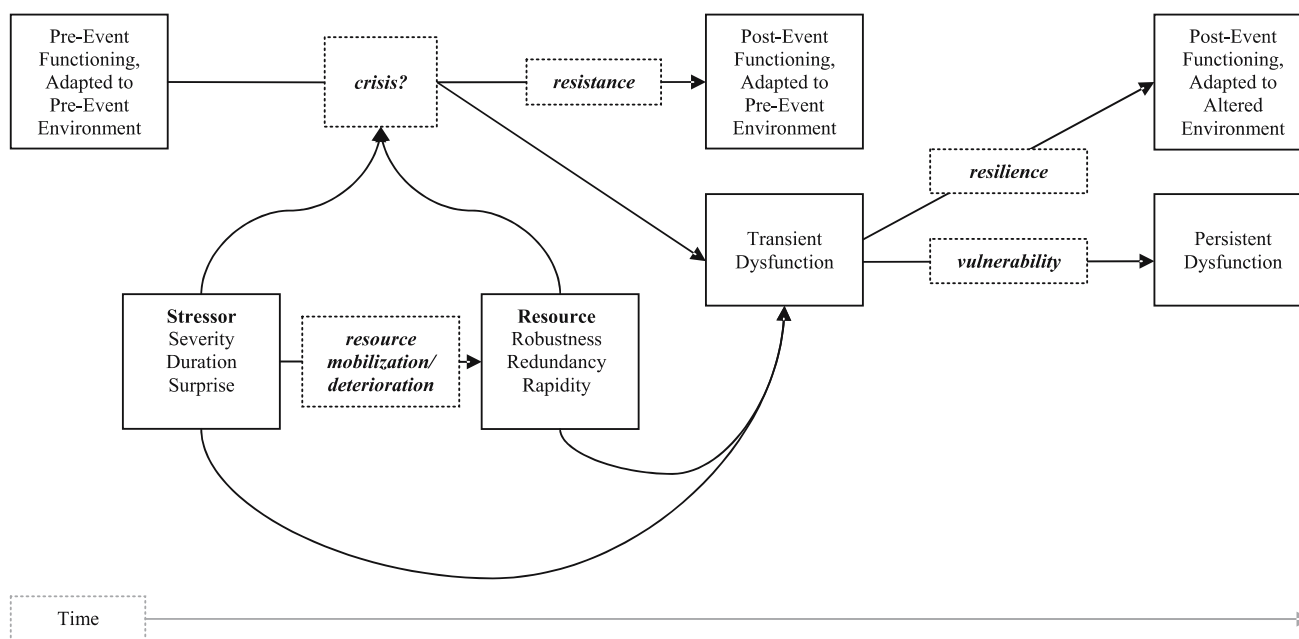 Pre-Event
Functioning,
Adapted to
Pre-Event
Environment
crisis?
resistance
Post-Event
Functioning,
Adapted to
Pre-Event
Environment
Post-Event
Functioning,
Adapted to
Altered
Environment
resilience
Transient
Dysfunction
vulnerability
Persistent
Dysfunction
Stressor
Severity
Duration
Surprise
resource
mobilization/
deterioration
Resource
Robustness
Redundancy
Rapidity
Time